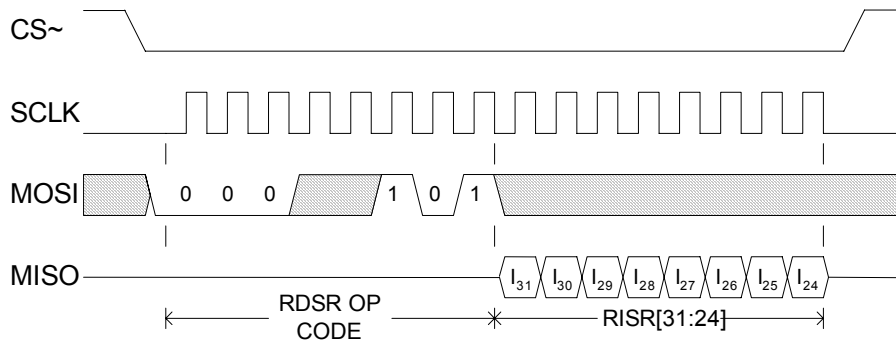 CS~
SCLK
MOSI 0 0 0 1 0 1
MISO I31 I30 I29 I28 I27 I26 I25 I24
RDSR OP
CODE
RISR[31:24]